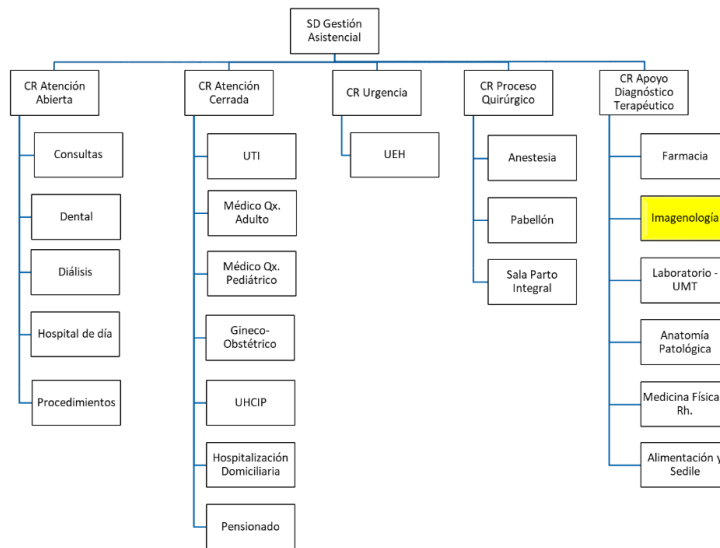 SD Gestión
Asistencial
CR Atención
Abierta
CR Atención
Cerrada
CR Urgencia
CR Proceso
Quirúrgico
CR Apoyo
Diagnóstico
Terapéutico
Consultas
Dental
Diálisis
Hospital de día
Procedimientos
UTI
Médico Qx.
Adulto
Médico Qx.
Pediátrico
Gineco-
Obstétrico
UHCIP
Hospitalización
Domiciliaria
Pensionado
UEH
Anestesia
Pabellón
Sala Parto
Integral
Farmacia
Imagenología
Laboratorio -
UMT
Anatomía
Patológica
Medicina Física
Rh.
Alimentación y
Sedile